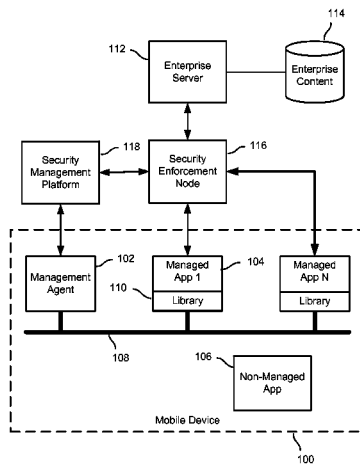 114
112
Enterprise
Server
Enterprise
Content
118
116
Security
Management
Platform
Security
Enforcement
Node
102
104
Management
Agent
Managed
App 1
110
Library
Managed
App N
Library
108
106
Non-Managed
App
Mobile Device
100